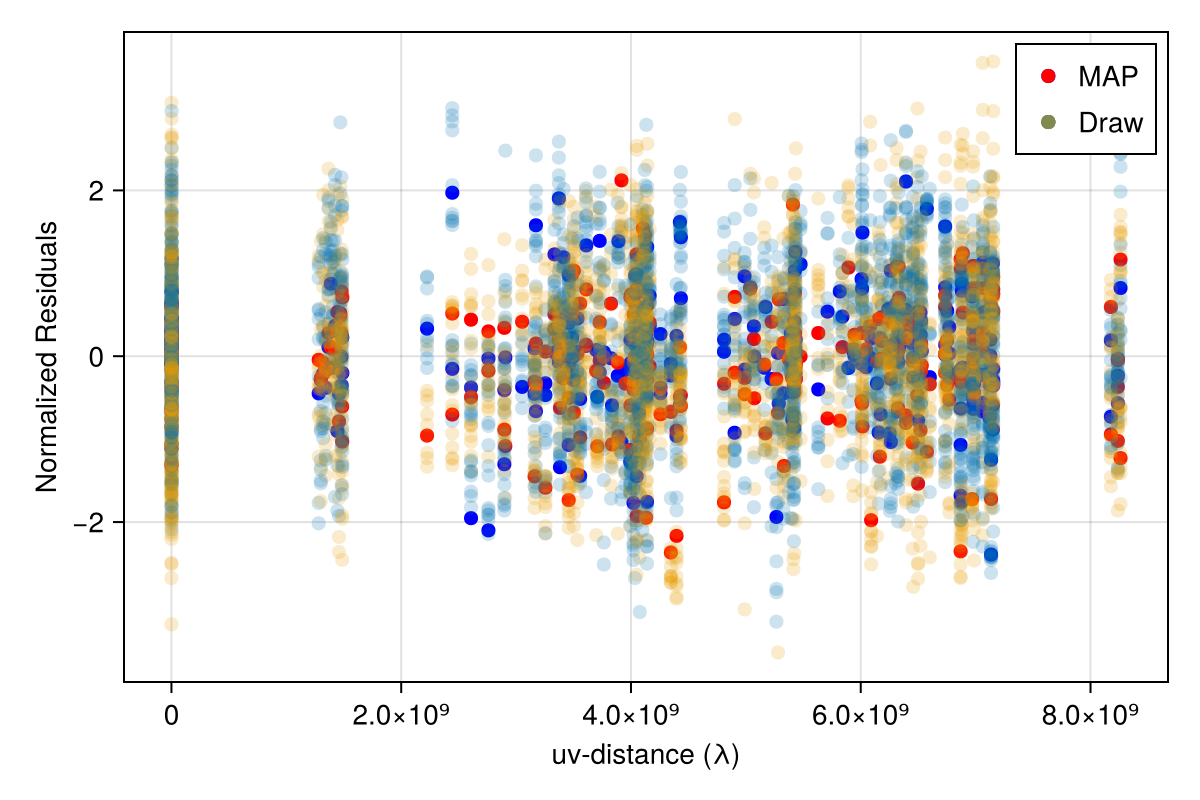 MAP
Draw
Normalized Residuals
2
0
−2
0
2.0×10⁹
4.0×10⁹
6.0×10⁹
8.0×10⁹
uv-distance (λ)